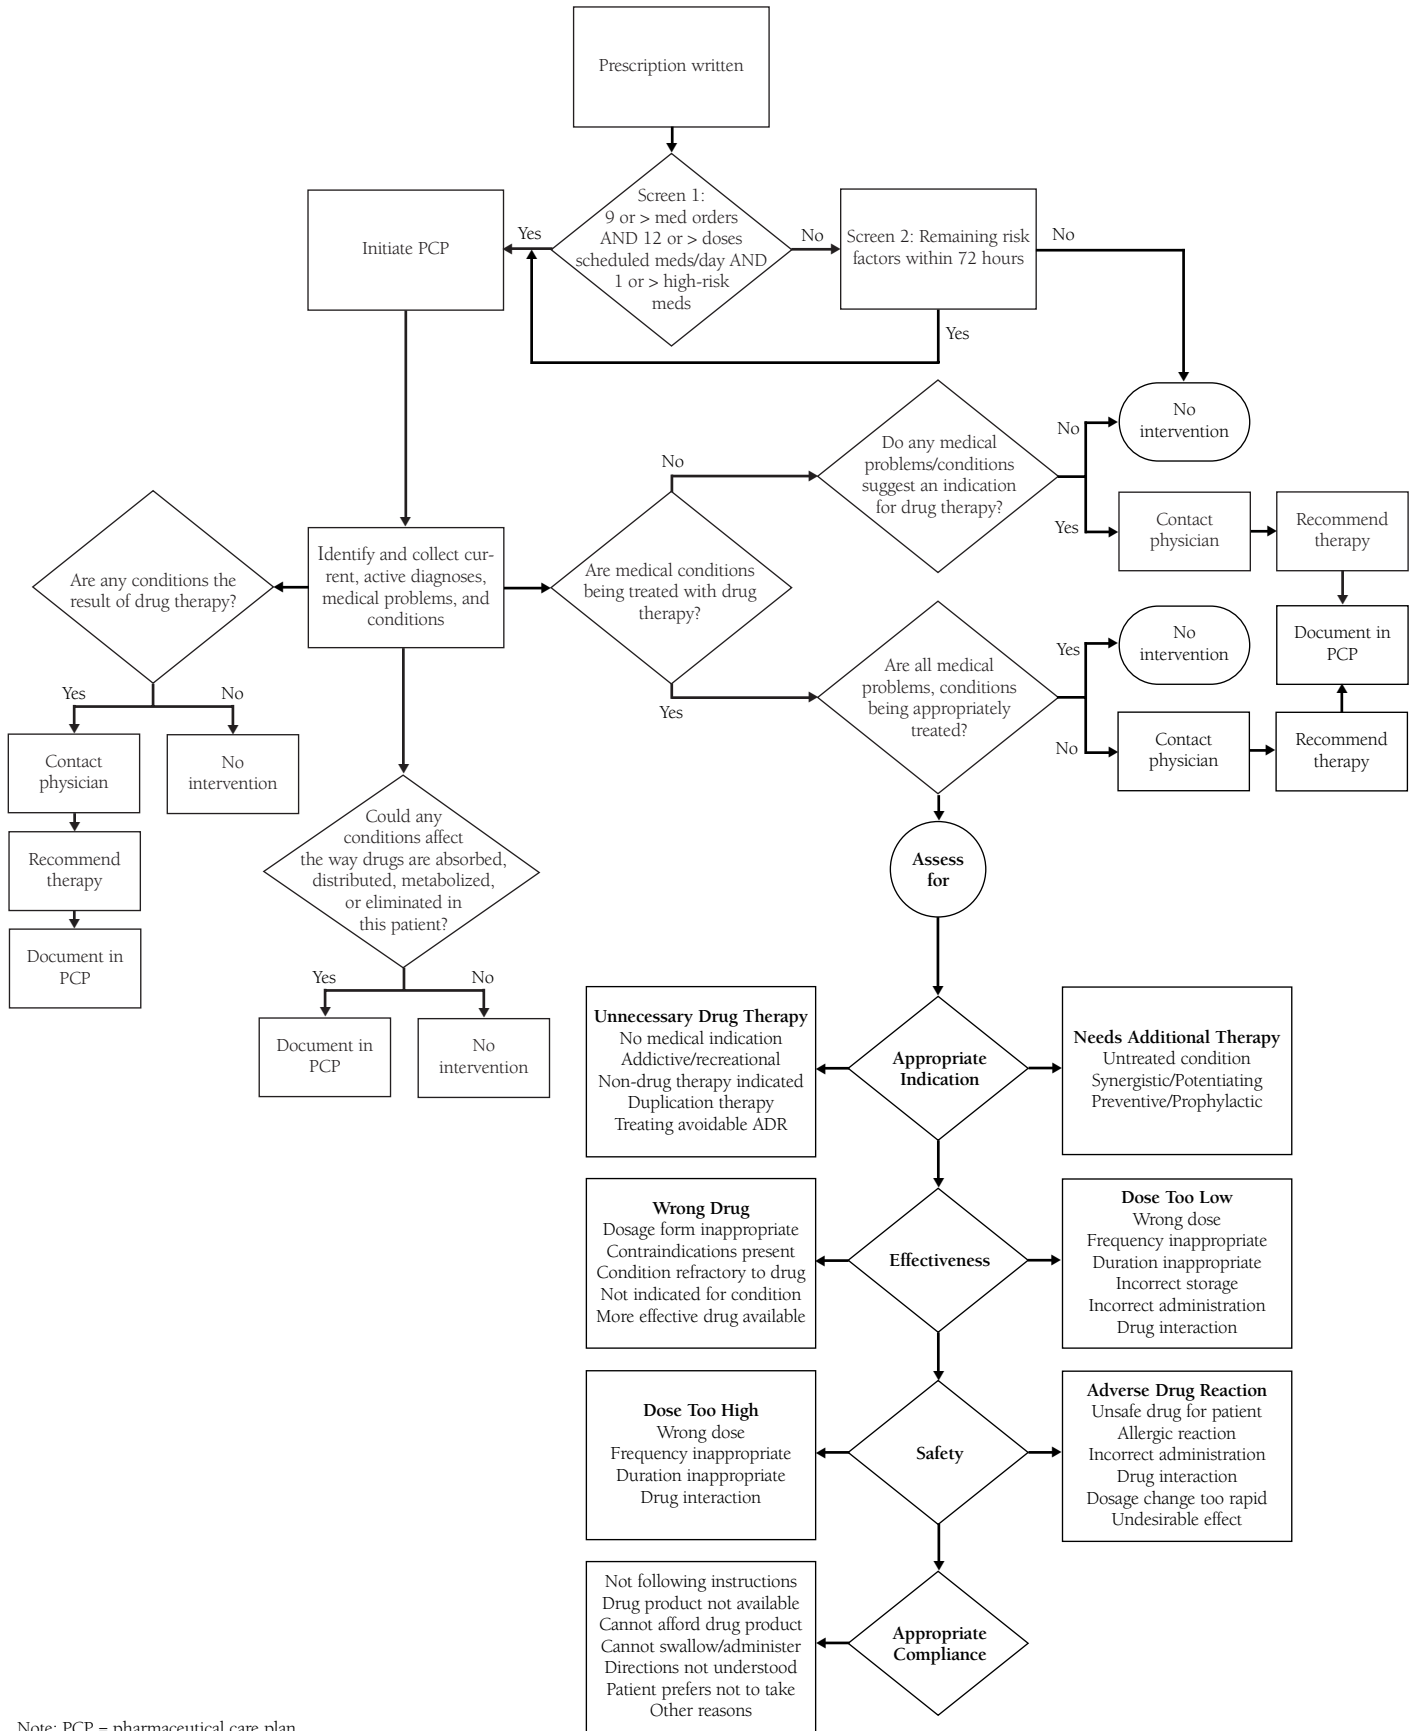 Prescription written
Screen 1:
9 or > med orders
AND 12 or > doses
scheduled meds/day AND
1 or > high-risk
meds
Yes
No
Initiate PCP
Screen 2: Remaining risk
factors within 72 hours
No
Yes
No
intervention
Do any medical
problems/conditions
suggest an indication
for drug therapy?
No
Yes
Contact
physician
Recommend
therapy
No
Identify and collect cur-
rent, active diagnoses,
medical problems, and
conditions
Are any conditions the
result of drug therapy?
Are medical conditions
being treated with drug
therapy?
Yes
Document in
PCP
No
intervention
Are all medical
problems, conditions
being appropriately
treated?
Yes
No
Contact
physician
Recommend
therapy
Yes
No
Contact
physician
No
intervention
Recommend
therapy
Document in
PCP
Could any
conditions affect
the way drugs are absorbed,
distributed, metabolized,
or eliminated in
this patient?
Yes
No
Document in
PCP
No
intervention
Assess
for
Unnecessary Drug Therapy
No medical indication
Addictive/recreational
Non-drug therapy indicated
Duplication therapy
Treating avoidable ADR
Appropriate
Indication
Needs Additional Therapy
Untreated condition
Synergistic/Potentiating
Preventive/Prophylactic
Wrong Drug
Dosage form inappropriate
Contraindications present
Condition refractory to drug
Not indicated for condition
More effective drug available
Effectiveness
Dose Too Low
Wrong dose
Frequency inappropriate
Duration inappropriate
Incorrect storage
Incorrect administration
Drug interaction
Dose Too High
Wrong dose
Frequency inappropriate
Duration inappropriate
Drug interaction
Safety
Adverse Drug Reaction
Unsafe drug for patient
Allergic reaction
Incorrect administration
Drug interaction
Dosage change too rapid
Undesirable effect
Not following instructions
Drug product not available
Cannot afford drug product
Cannot swallow/administer
Directions not understood
Patient prefers not to take
Other reasons
Appropriate
Compliance
Note: PCP = pharmaceutical care plan